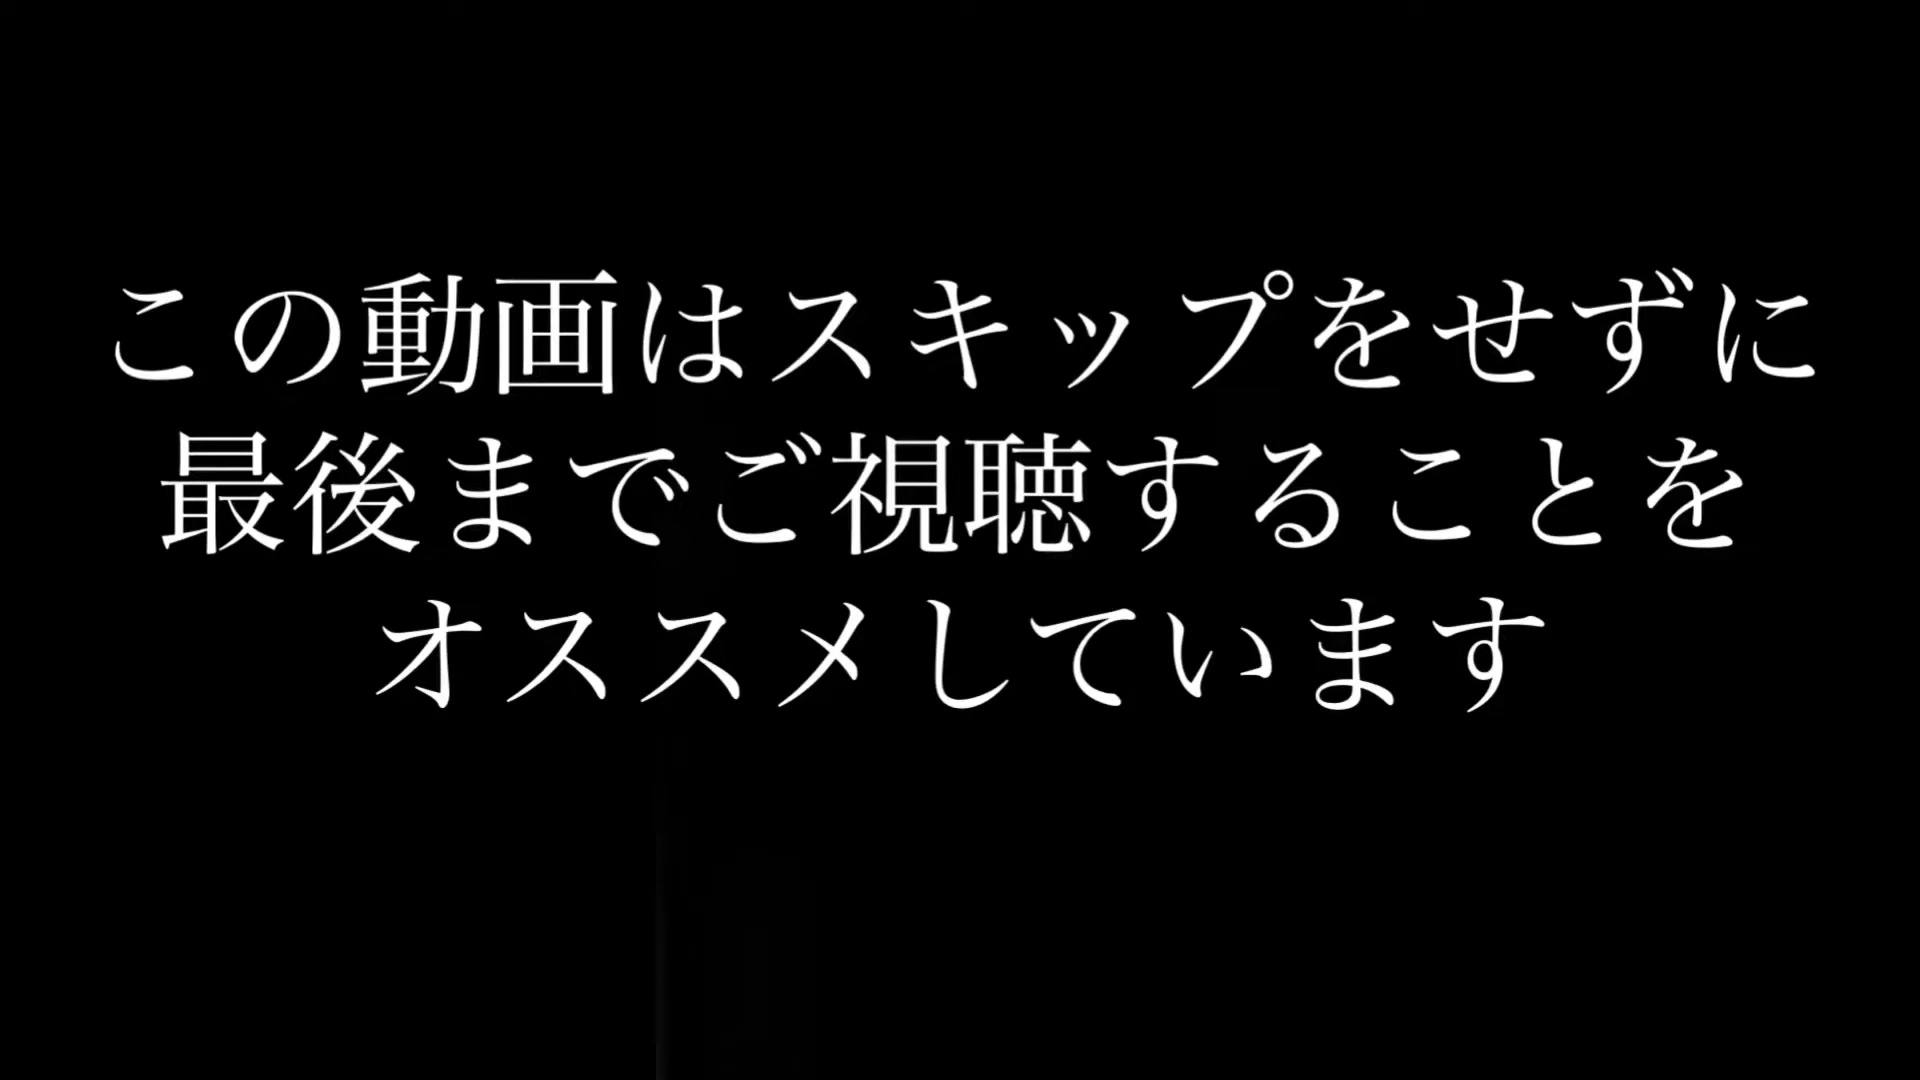 この動画はスキップをせずに
最後までご視聴することを
オススメしています